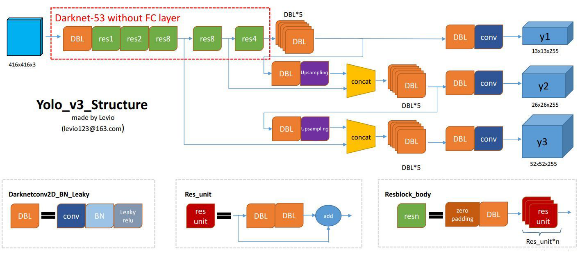 Darknet-53 without FC layer
DBL*5
DBL res1 res2 res8 res8 res4 DBL DBL conv y1
416x416x3
13x13x255
DBL Upsampling concat DBL DBL conv y2
DBL*5
26x26x255
Yolo_v3_Structure
made by Levio
(levio123@163.com)
DBL Upsampling concat DBL DBL conv y3
DBL*5
52x52x255
Darknetconv2D_BN_Leaky
DBL conv BN Leaky relu
Res_unit
res unit DBL DBL add
Resblock_body
resn zero padding DBL res unit
Res_unit*n